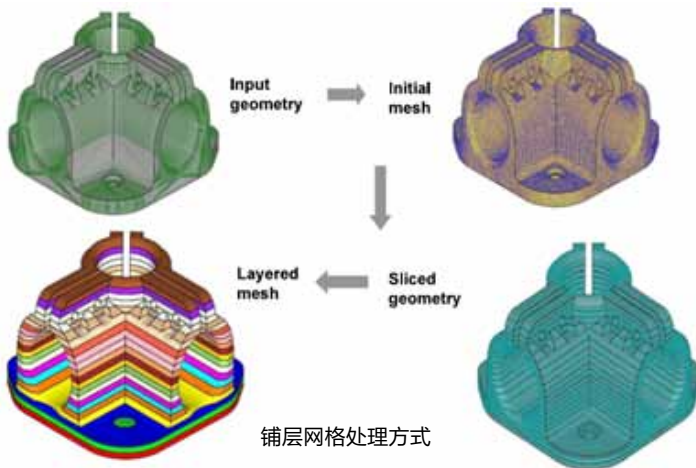 Input
geometry
Initial
mesh
Layered
mesh
Sliced
geometry
铺层网格处理方式